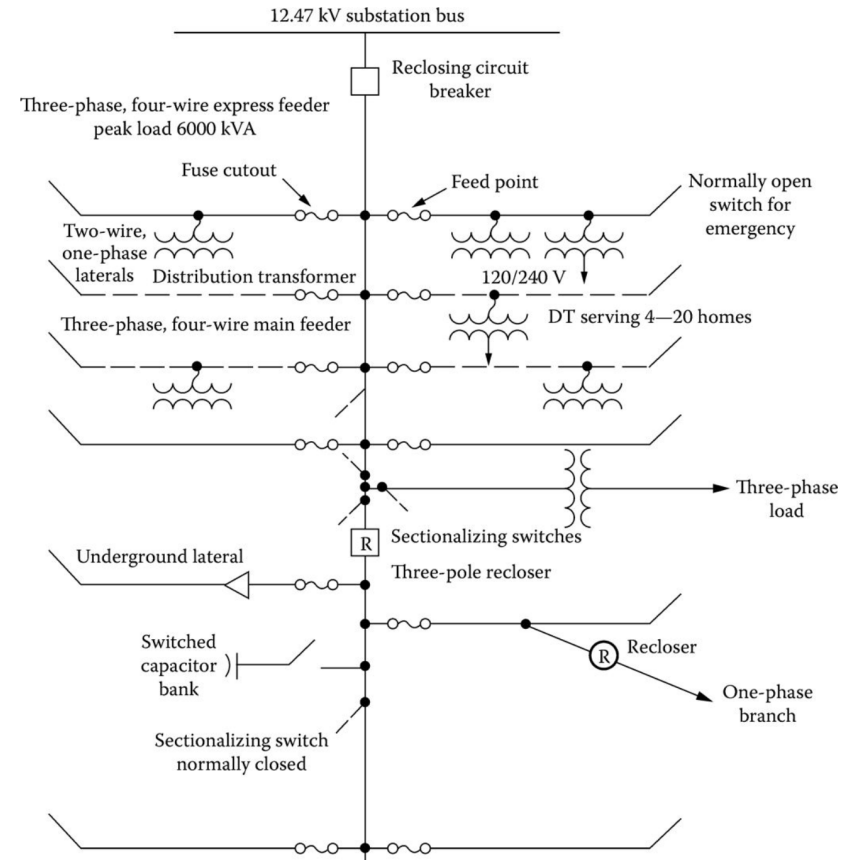 12.47 kV substation bus
Reclosing circuit
breaker
Three-phase, four-wire express feeder
peak load 6000 kVA
Fuse cutout
Feed point
Normally open
switch for
emergency
Two-wire,
one-phase
laterals
Distribution transformer
120/240 V
Three-phase, four-wire main feeder
DT serving 4—20 homes
Three-phase
load
R
Sectionalizing switches
Three-pole recloser
Underground lateral
Switched
capacitor
bank
R
Recloser
One-phase
branch
Sectionalizing switch
normally closed